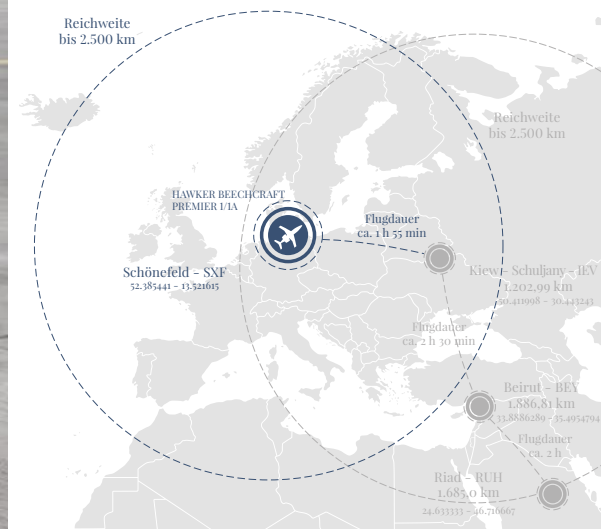 Reichweite
bis 2.500 km
Reichweite
bis 2.500 km
HAWKER BEECHCRAFT
PREMIER I/IA
Flugdauer
ca. 1 h 55 min
Schönefeld - SXF
52.385441 - 13.521615
Kiew - Schuljany - IEV
1.202,99 km
50.411998 - 30.443243
Flugdauer
ca. 2 h 30 min
Beirut - BEY
1.886,81 km
33.8886289 - 35.4954794
Flugdauer
ca. 2 h
Riad - RUH
1.685,0 km
24.633333 - 46.716667